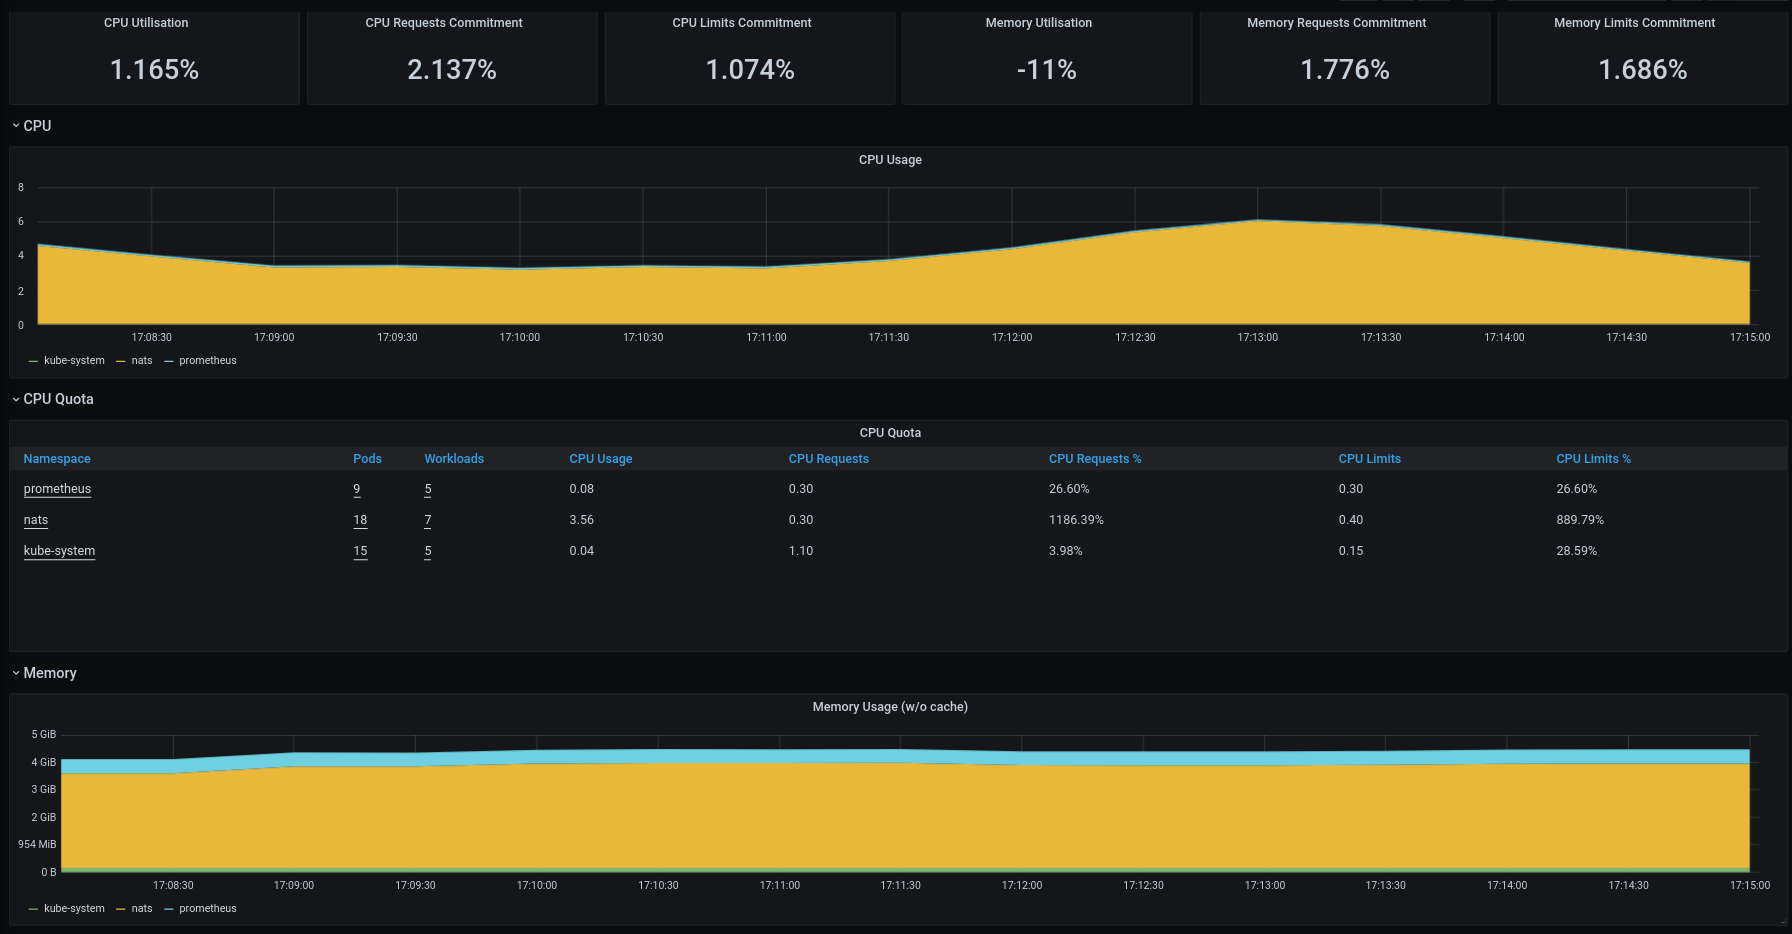 CPU Utilisation CPU Requests Commitment CPU Limits Commitment Memory Utilisation Memory Requests Commitment Memory Limits Commitment
1.165% 2.137% 1.074% -11% 1.776% 1.686%
CPU
CPU Usage
8
6
4
2
0
17:08:30 17:09:00 17:09:30 17:10:00 17:10:30 17:11:00 17:11:30 17:12:00 17:12:30 17:13:00 17:13:30 17:14:00 17:14:30 17:15:00
kube-system nats prometheus
CPU Quota
CPU Quota
Namespace Pods Workloads CPU Usage CPU Requests CPU Requests % CPU Limits CPU Limits %
prometheus 9 5 0.08 0.30 26.60% 0.30 26.60%
nats 18 7 3.56 0.30 1186.39% 0.40 889.79%
kube-system 15 5 0.04 1.10 3.98% 0.15 28.59%
Memory
Memory Usage (w/o cache)
5 GiB
4 GiB
3 GiB
2 GiB
954 MiB
0 B
17:08:30 17:09:00 17:09:30 17:10:00 17:10:30 17:11:00 17:11:30 17:12:00 17:12:30 17:13:00 17:13:30 17:14:00 17:14:30 17:15:00
kube-system nats prometheus